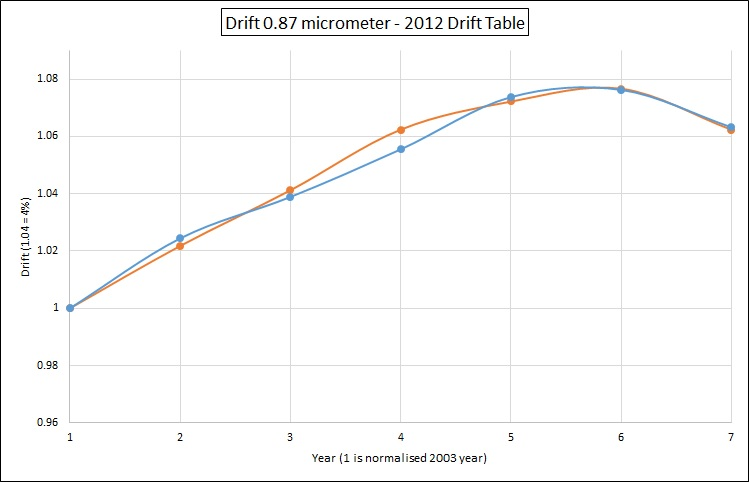 Drift 0.87 micrometer - 2012 Drift Table
1.08
1.06
1.04
1.02
1
0.98
0.96
Drift (1.04 = 4%)
1 2 3 4 5 6 7
Year (1 is normalised 2003 year)